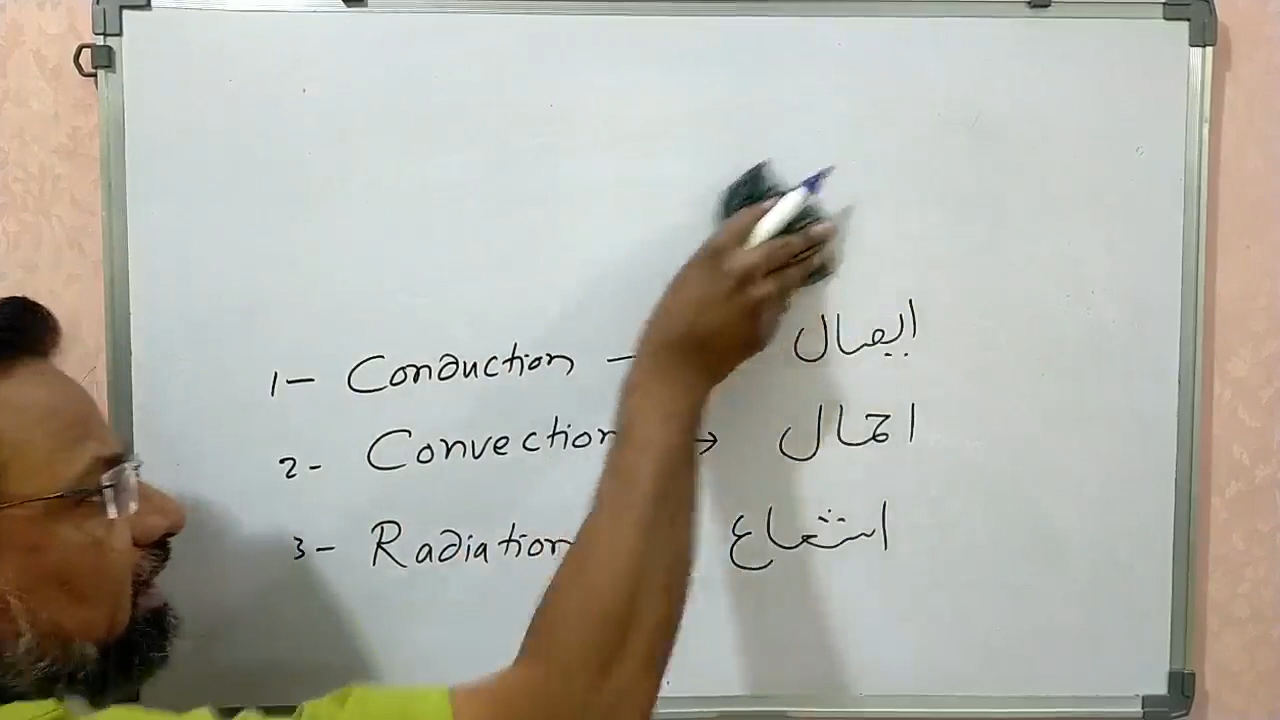 1- Conduction - ایصال
2- Convection → احمال
3- Radiation اشعاع